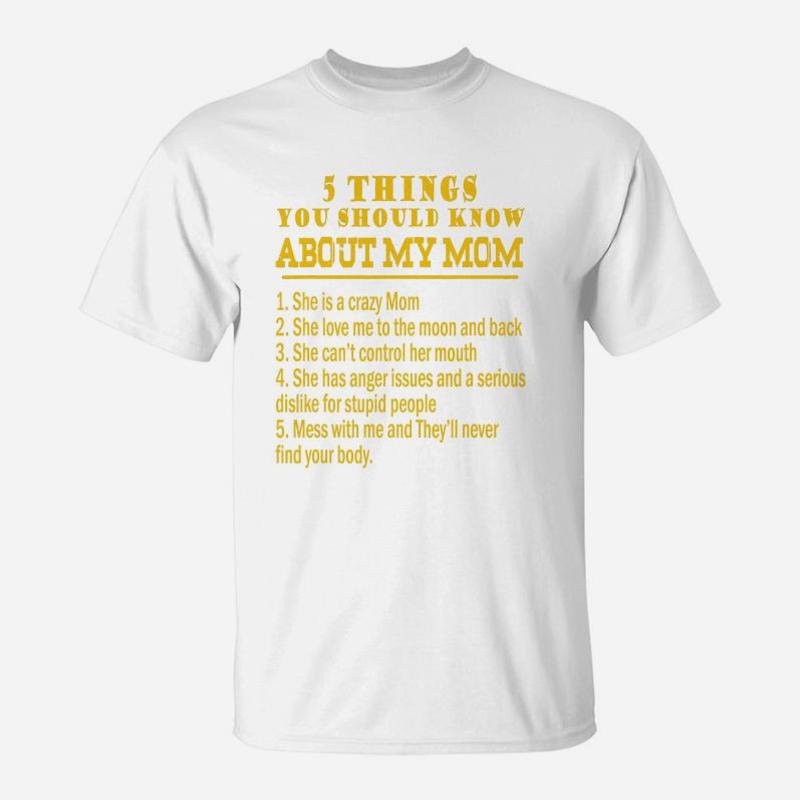 5 THINGS
YOU SHOULD KNOW
ABOUT MY MOM
1. She is a crazy Mom
2. She love me to the moon and back
3. She can't control her mouth
4. She has anger issues and a serious
dislike for stupid people
5. Mess with me and They'll never
find your body.